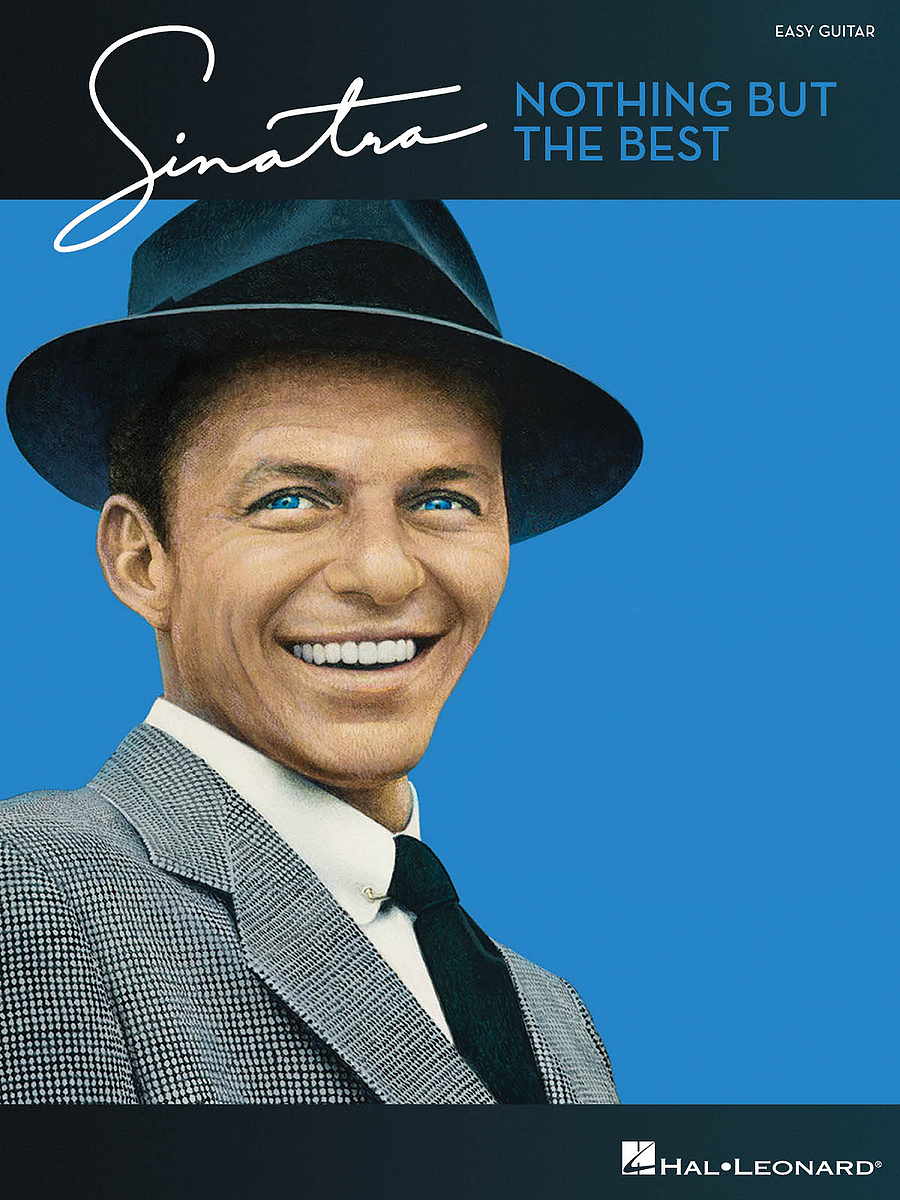 EASY GUITAR
Sinatra
NOTHING BUT
THE BEST
HAL•LEONARD®